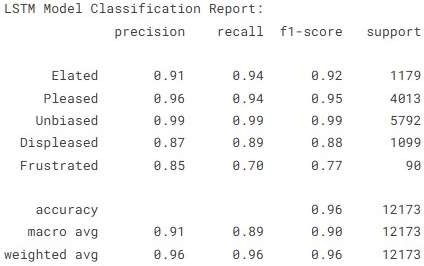 LSTM Model Classification Report:
precision recall f1-score support
Elated 0.91 0.94 0.92 1179
Pleased 0.96 0.94 0.95 4013
Unbiased 0.99 0.99 0.99 5792
Displeased 0.87 0.89 0.88 1099
Frustrated 0.85 0.70 0.77 90
accuracy 0.96 12173
macro avg 0.91 0.89 0.90 12173
weighted avg 0.96 0.96 0.96 12173